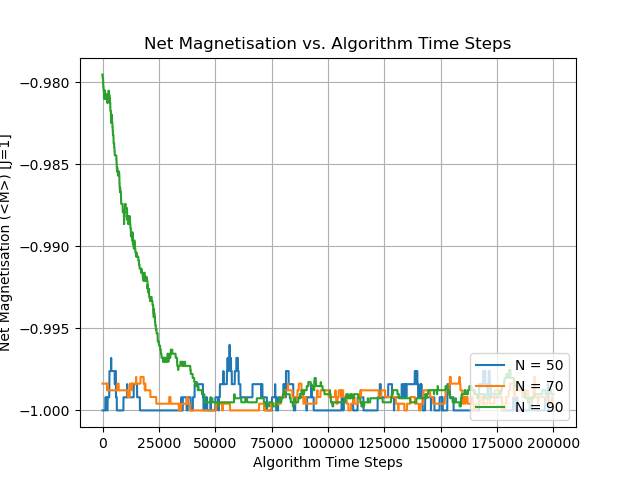 Net Magnetisation vs. Algorithm Time Steps
Net Magnetisation (<M>) [J=1]
−0.980
−0.985
−0.990
−0.995
−1.000
N = 50
N = 70
N = 90
0 25000 50000 75000 100000 125000 150000 175000 200000
Algorithm Time Steps